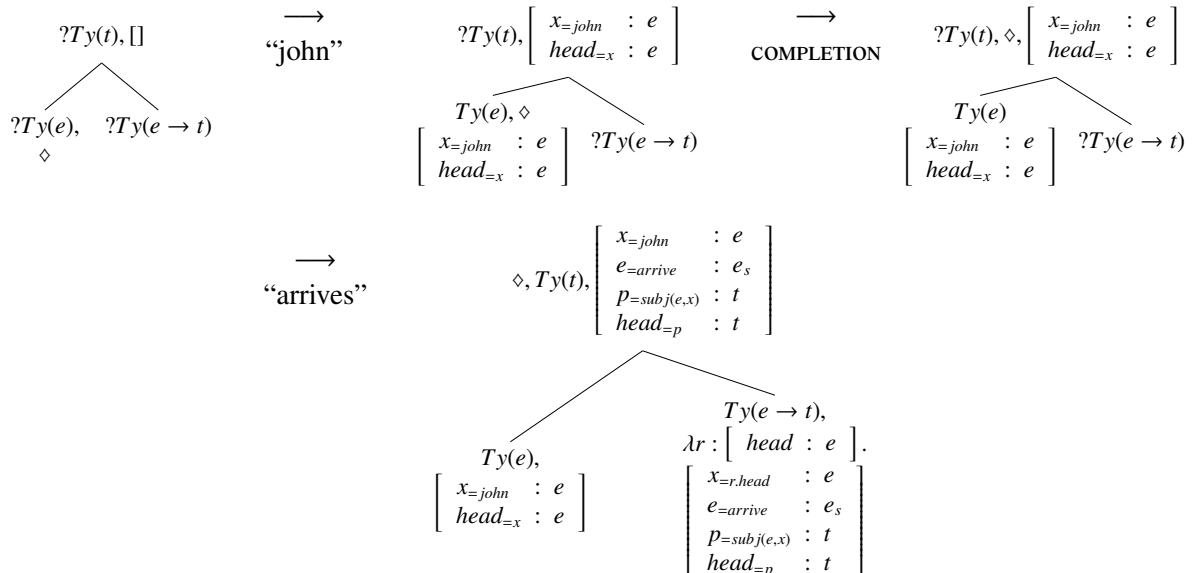 ?Ty(t), [] ⟶ “john” ?Ty(t), [ x₌john : e
head₌x : e ] ⟶ COMPLETION ?Ty(t), ⋄, [ x₌john : e
head₌x : e ]
?Ty(e), ⋄ ?Ty(e → t)
Ty(e), ⋄
[ x₌john : e
head₌x : e ] ?Ty(e → t)
Ty(e)
[ x₌john : e
head₌x : e ] ?Ty(e → t)
⟶ “arrives”
⋄, Ty(t), [ x₌john : e
e₌arrive : eₛ
p₌subj(e,x) : t
head₌p : t ]
Ty(e),
[ x₌john : e
head₌x : e ]
Ty(e → t),
λr : [ head : e ].
[ x₌r.head : e
e₌arrive : eₛ
p₌subj(e,x) : t
head₌p : t ]